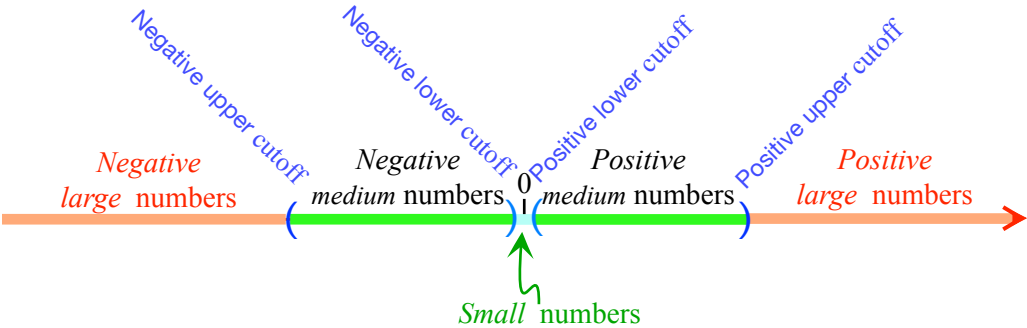 Negative upper cutoff
Negative lower cutoff
Positive lower cutoff
Positive upper cutoff
Negative
large numbers
Negative
medium numbers
0
Positive
medium numbers
Positive
large numbers
( ) ( )
Small numbers